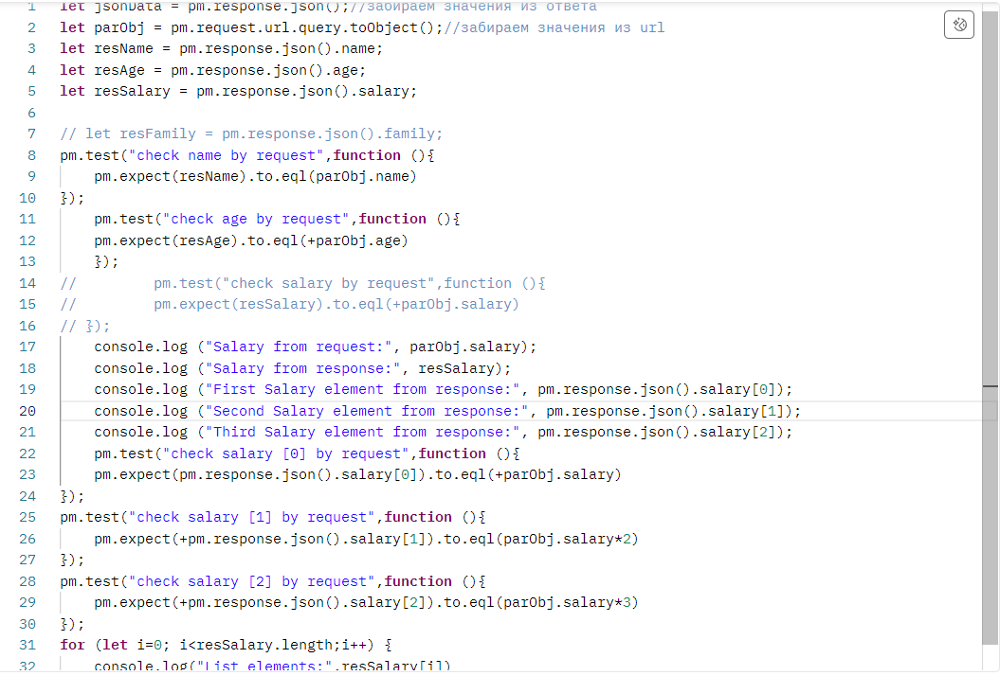 1 let jsonData = pm.response.json();//забираем значения из ответа
2 let parObj = pm.request.url.query.toObject();//забираем значения из url
3 let resName = pm.response.json().name;
4 let resAge = pm.response.json().age;
5 let resSalary = pm.response.json().salary;
6
7 // let resFamily = pm.response.json().family;
8 pm.test("check name by request",function (){
9     pm.expect(resName).to.eql(parObj.name)
10 });
11     pm.test("check age by request",function (){
12     pm.expect(resAge).to.eql(+parObj.age)
13     });
14 //         pm.test("check salary by request",function (){
15 //         pm.expect(resSalary).to.eql(+parObj.salary)
16 // });
17     console.log ("Salary from request:", parObj.salary);
18     console.log ("Salary from response:", resSalary);
19     console.log ("First Salary element from response:", pm.response.json().salary[0]);
20     console.log ("Second Salary element from response:", pm.response.json().salary[1]);
21     console.log ("Third Salary element from response:", pm.response.json().salary[2]);
22     pm.test("check salary [0] by request",function (){
23     pm.expect(pm.response.json().salary[0]).to.eql(+parObj.salary)
24 });
25 pm.test("check salary [1] by request",function (){
26     pm.expect(+pm.response.json().salary[1]).to.eql(parObj.salary*2)
27 });
28 pm.test("check salary [2] by request",function (){
29     pm.expect(+pm.response.json().salary[2]).to.eql(parObj.salary*3)
30 });
31 for (let i=0; i<resSalary.length;i++) {
32     console.log("List elements:",resSalary[i])